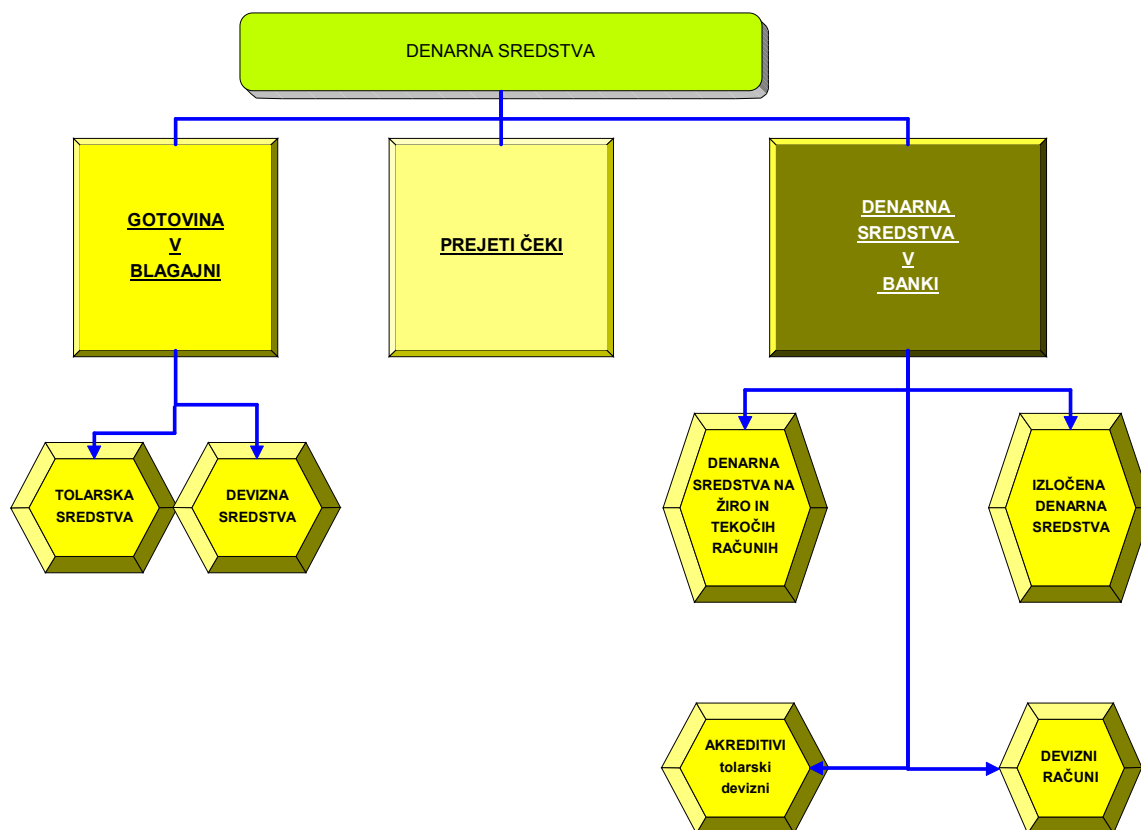 DENARNA SREDSTVA
GOTOVINA
V
BLAGAJNI
PREJETI ČEKI
DENARNA
SREDSTVA
V
BANKI
TOLARSKA
SREDSTVA
DEVIZNA
SREDSTVA
DENARNA
SREDSTVA NA
ŽIRO IN
TEKOČIH
RAČUNIH
IZLOČENA
DENARNA
SREDSTVA
AKREDITIVI
tolarski
devizni
DEVIZNI
RAČUNI